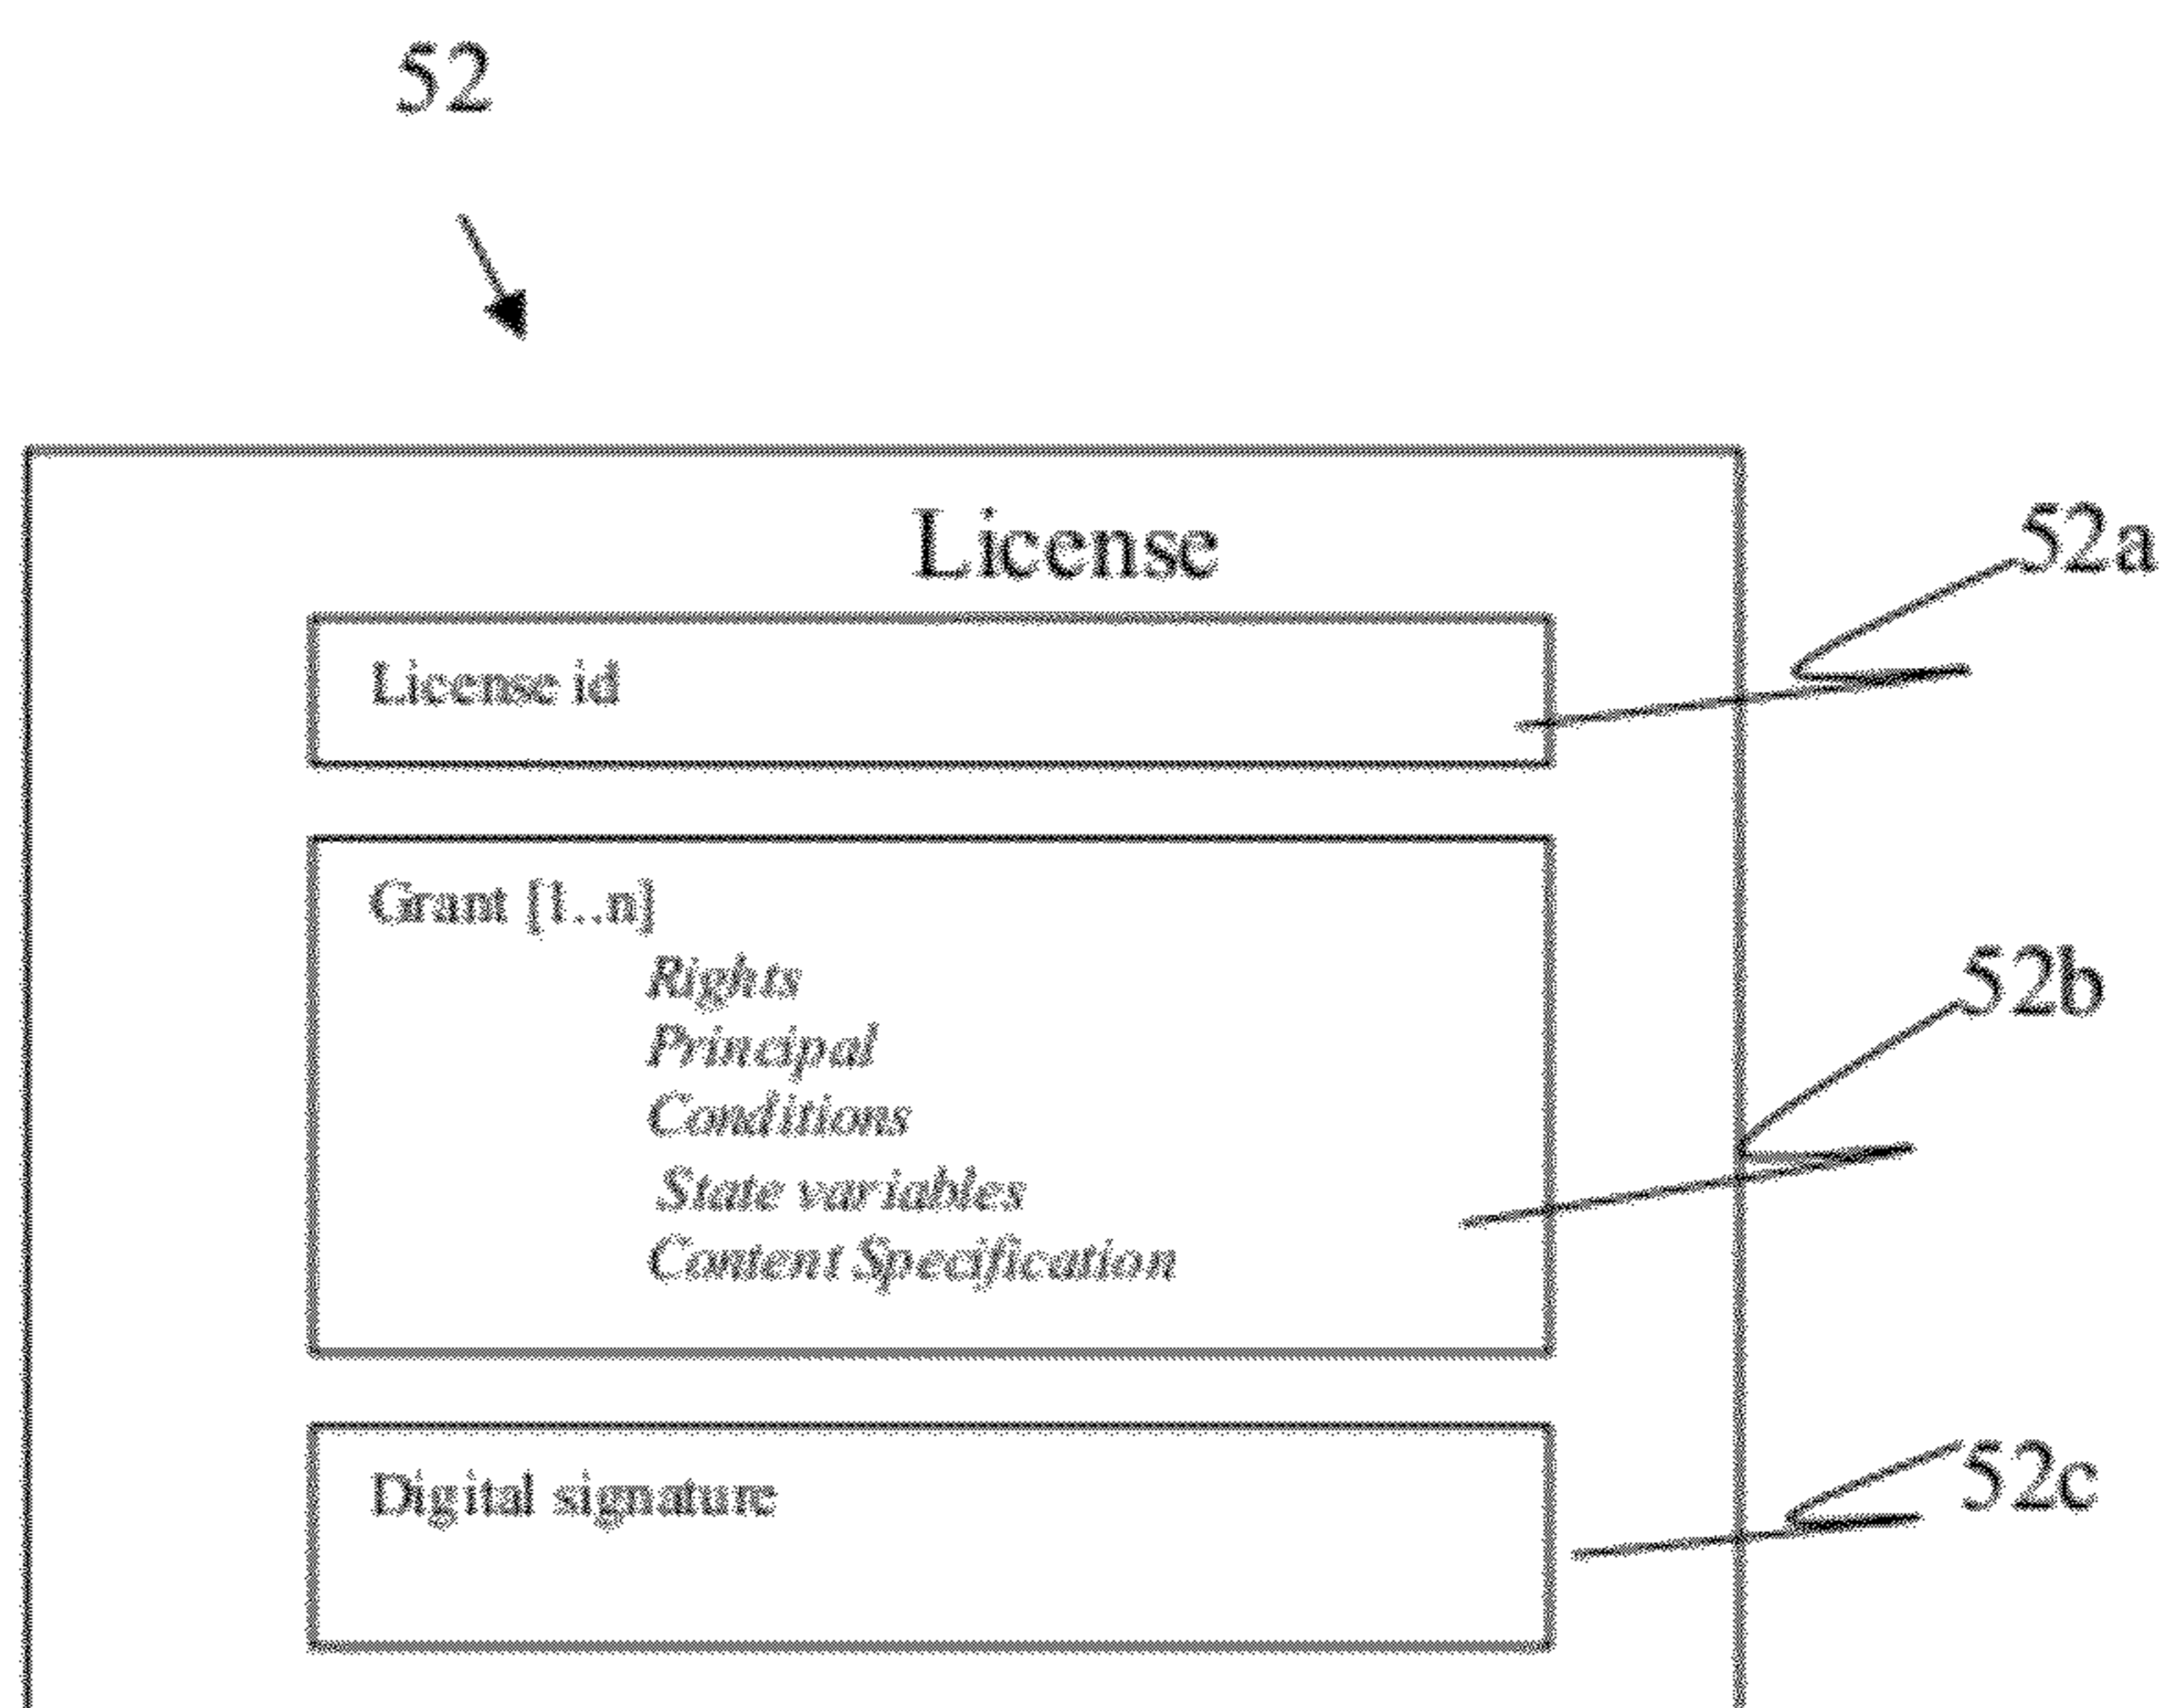 52
License
52a
License id
Grant [1..n]
Rights
52b
Principal
Conditions
State variables
Content Specification
52c
Digital signature